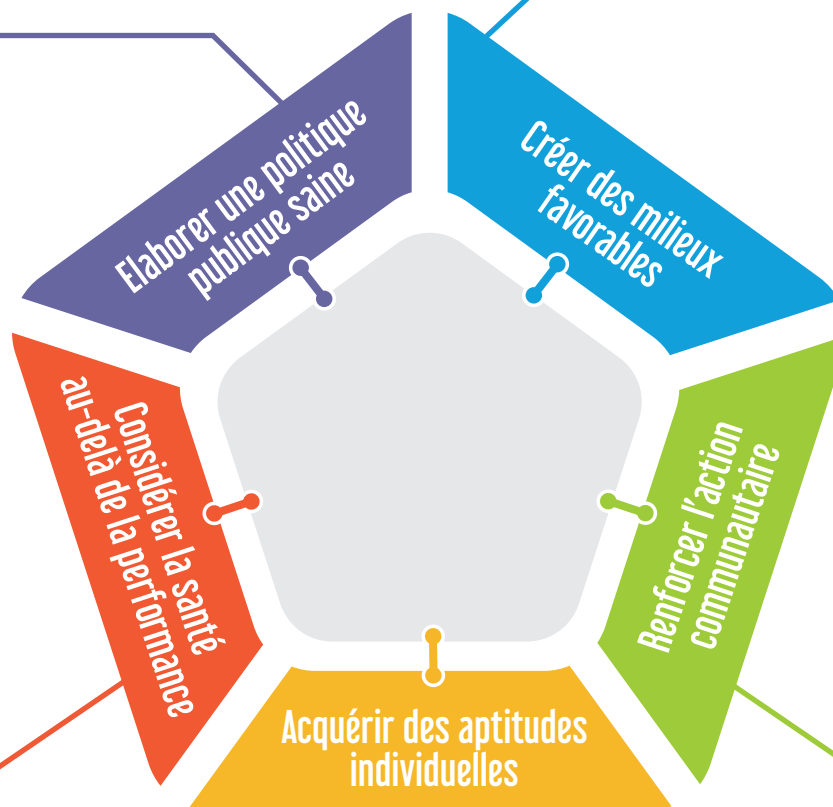 Elaborer une politique
publique saine
Créer des milieux
favorables
Renforcer l'action
communautaire
Acquérir des aptitudes
individuelles
Considérer la santé
au-delà de la performance